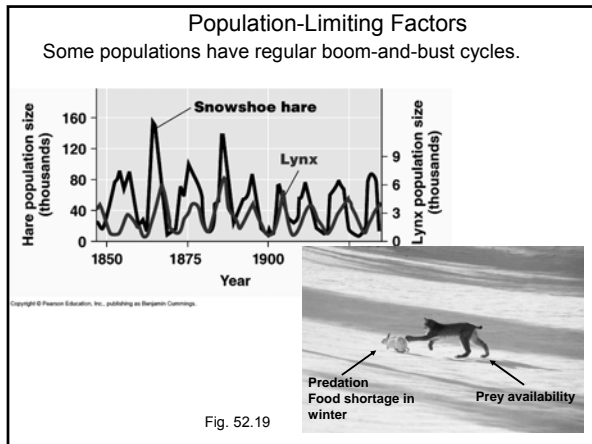 Population-Limiting Factors
Some populations have regular boom-and-bust cycles.
Snowshoe hare
Lynx
Hare population size
(thousands)
160
120
80
40
0
Lynx population size
(thousands)
9
6
3
0
1850
1875
1900
Year
Copyright © Pearson Education, Inc., publishing as Benjamin Cummings.
Predation
Food shortage in
winter
Prey availability
Fig. 52.19